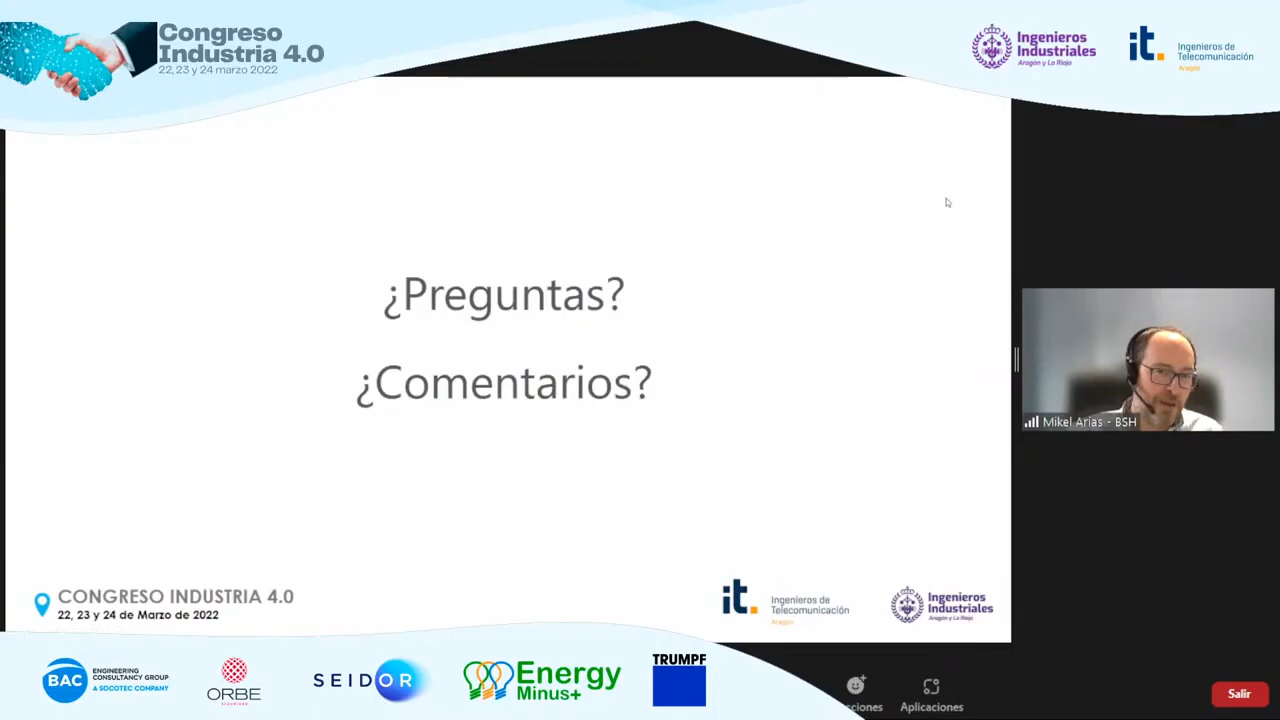 Congreso
Industria 4.0
22, 23 y 24 marzo 2022
Ingenieros
Industriales
Aragón y La Rioja
it.
Ingenieros de
Telecomunicación
Aragón
¿Preguntas?
¿Comentarios?
Mikel Arias - BSH
CONGRESO INDUSTRIA 4.0
22, 23 y 24 de Marzo de 2022
it.
Ingenieros de
Telecomunicación
Aragón
Ingenieros
Industriales
Aragón y La Rioja
BAC
ENGINEERING
CONSULTANCY GROUP
A SOCOTEC COMPANY
ORBE
SEGURIDAD
SEIDOR
Energy
Minus+
TRUMPF
cciones
Aplicaciones
Salir